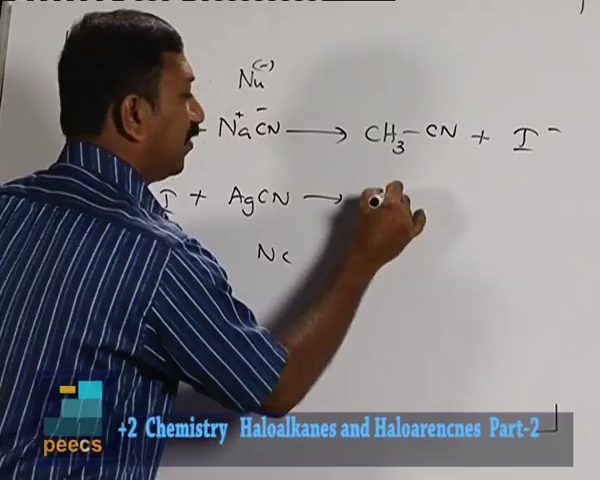 Nu(-)
+ Na+ CN- ⟶ CH3-CN + I-
I + AgCN ⟶
NC
peecs
+2 Chemistry Haloalkanes and Haloarencnes Part-2